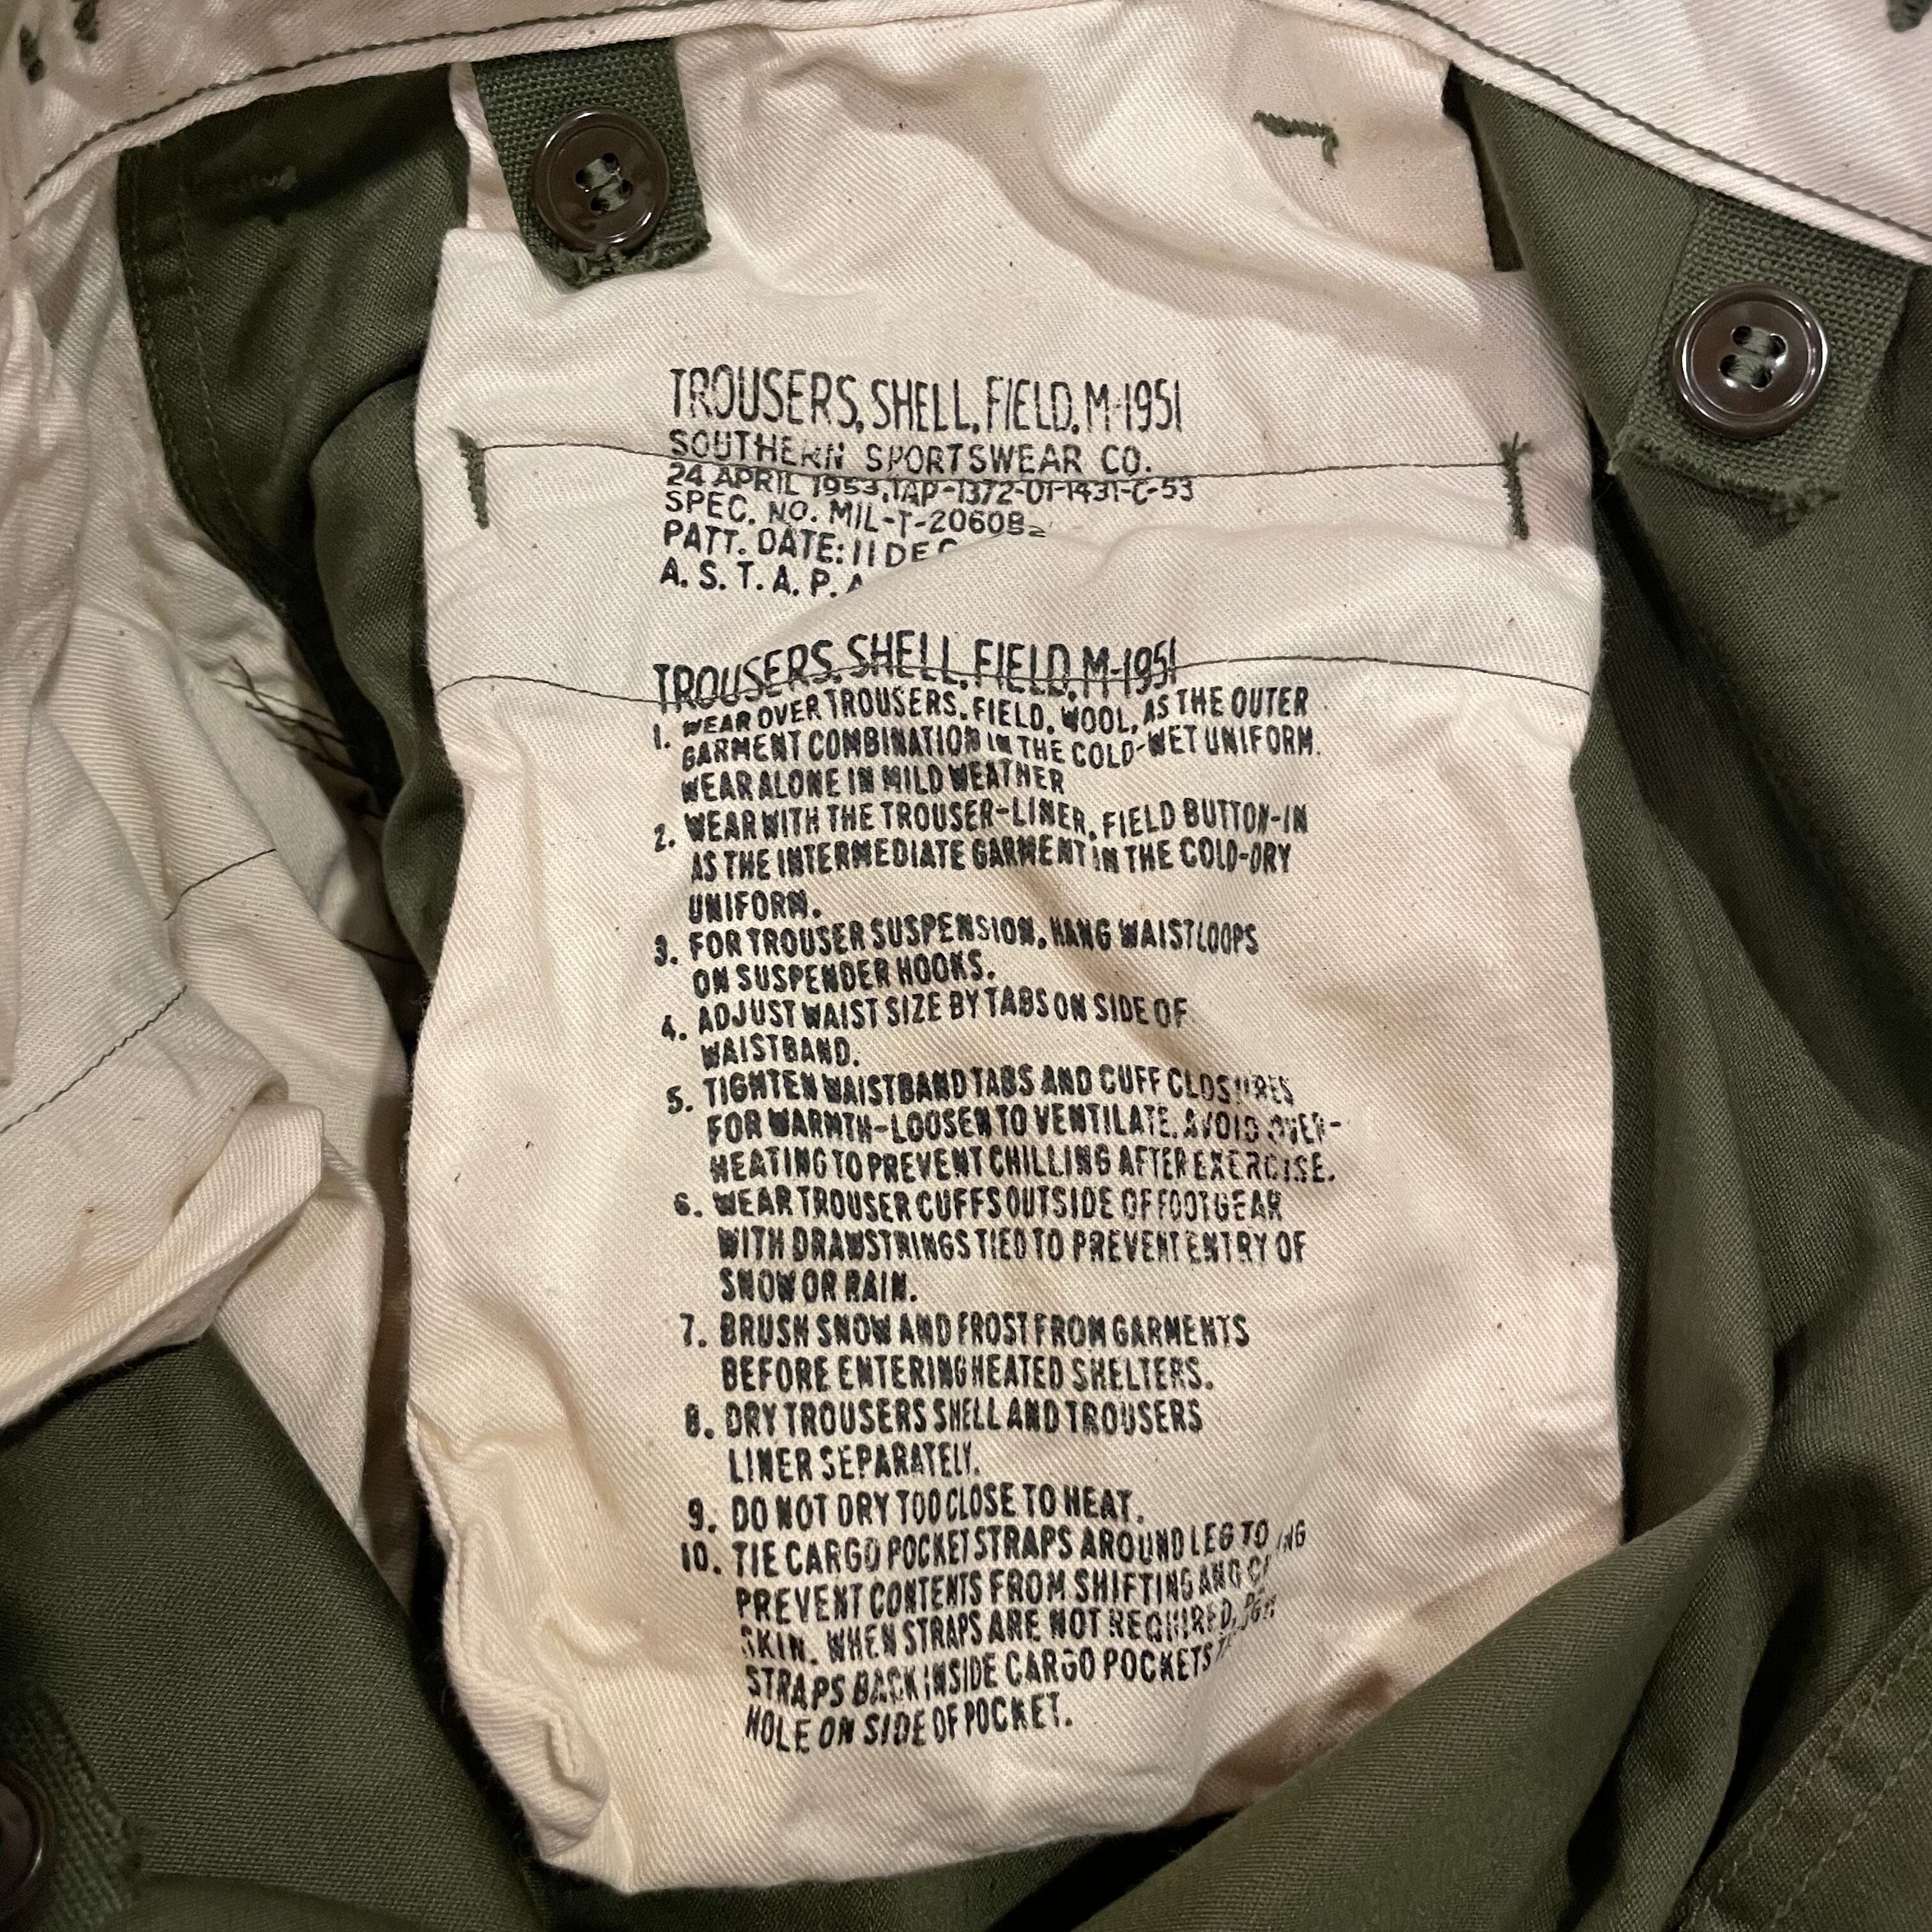 TROUSERS, SHELL, FIELD, M-1951
SOUTHERN SPORTSWEAR CO.
24 APRIL 1953, TAP-1372-OI-1431-C-53
SPEC. NO. MIL-T-20608
PATT. DATE: 11 DEC
A. S. T. A. P. A
TROUSERS, SHELL, FIELD, M-1951
1. WEAR OVER TROUSERS, FIELD, WOOL, AS THE OUTER
GARMENT COMBINATION IN THE COLD-WET UNIFORM.
WEAR ALONE IN MILD WEATHER
2. WEAR WITH THE TROUSER-LINER, FIELD BUTTON-IN
AS THE INTERMEDIATE GARMENT IN THE COLD-DRY
UNIFORM.
3. FOR TROUSER SUSPENSION, HANG WAISTLOOPS
ON SUSPENDER HOOKS.
4. ADJUST WAIST SIZE BY TABS ON SIDE OF
WAISTBAND.
5. TIGHTEN WAISTBAND TABS AND CUFF CLOSURES
FOR WARMTH-LOOSEN TO VENTILATE. AVOID OVER-
HEATING TO PREVENT CHILLING AFTER EXERCISE.
6. WEAR TROUSER CUFFS OUTSIDE OF FOOTGEAR
WITH DRAWSTRINGS TIED TO PREVENT ENTRY OF
SNOW OR RAIN.
7. BRUSH SNOW AND FROST FROM GARMENTS
BEFORE ENTERING HEATED SHELTERS.
8. DRY TROUSERS SHELL AND TROUSERS
LINER SEPARATELY.
9. DO NOT DRY TOO CLOSE TO HEAT.
10. TIE CARGO POCKET STRAPS AROUND LEG TO
PREVENT CONTENTS FROM SHIFTING AND
SKIN. WHEN STRAPS ARE NOT REQUIRED,
STRAPS BACK INSIDE CARGO POCKETS
HOLE ON SIDE OF POCKET.